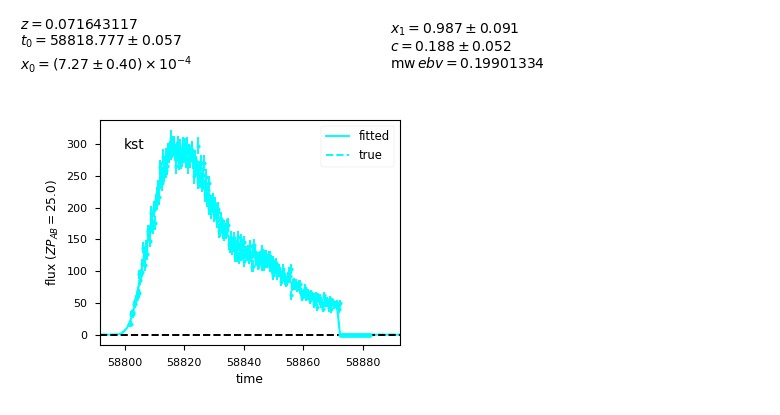 z = 0.071643117
t₀ = 58818.777 ± 0.057
x₀ = (7.27 ± 0.40) × 10⁻⁴
x₁ = 0.987 ± 0.091
c = 0.188 ± 0.052
mw ebv = 0.19901334
kst
fitted
true
flux (ZP_AB = 25.0)
300
250
200
150
100
50
0
58800 58820 58840 58860 58880
time